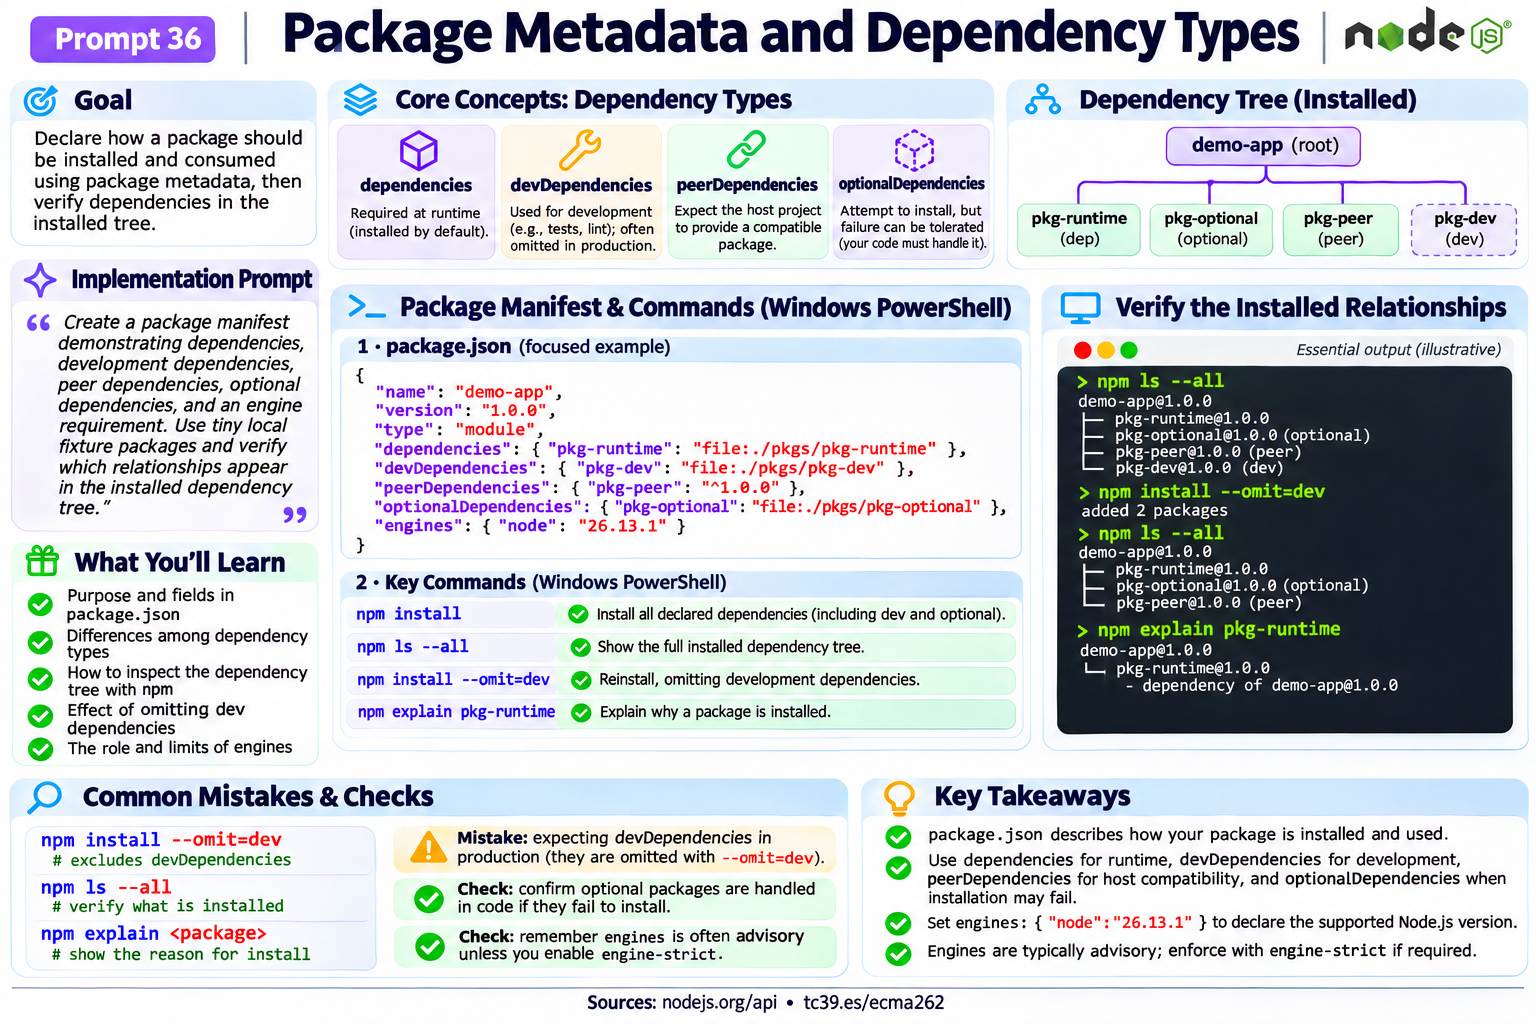 Prompt 36
Package Metadata and Dependency Types
node JS
Goal
Declare how a package should
be installed and consumed
using package metadata, then
verify dependencies in the
installed tree.
Implementation Prompt
“ Create a package manifest
demonstrating dependencies,
development dependencies,
peer dependencies, optional
dependencies, and an engine
requirement. Use tiny local
fixture packages and verify
which relationships appear
in the installed dependency
tree.”
”
What You’ll Learn
Purpose and fields in
package.json
Differences among dependency
types
How to inspect the dependency
tree with npm
Effect of omitting dev
dependencies
The role and limits of engines
Core Concepts: Dependency Types
dependencies
Required at runtime
(installed by default).
devDependencies
Used for development
(e.g., tests, lint); often
omitted in production.
peerDependencies
Expect the host project
to provide a compatible
package.
optionalDependencies
Attempt to install, but
failure can be tolerated
(your code must handle it).
Dependency Tree (Installed)
demo-app (root)
pkg-runtime
(dep)
pkg-optional
(optional)
pkg-peer
(peer)
pkg-dev
(dev)
Package Manifest & Commands (Windows PowerShell)
1 • package.json (focused example)
{
"name": "demo-app",
"version": "1.0.0",
"type": "module",
"dependencies": { "pkg-runtime": "file:./pkgs/pkg-runtime" },
"devDependencies": { "pkg-dev": "file:./pkgs/pkg-dev" },
"peerDependencies": { "pkg-peer": "^1.0.0" },
"optionalDependencies": { "pkg-optional": "file:./pkgs/pkg-optional" },
"engines": { "node": "26.13.1" }
}
2 • Key Commands (Windows PowerShell)
npm install
Install all declared dependencies (including dev and optional).
npm ls --all
Show the full installed dependency tree.
npm install --omit=dev
Reinstall, omitting development dependencies.
npm explain pkg-runtime
Explain why a package is installed.
Verify the Installed Relationships
Essential output (illustrative)
> npm ls --all
demo-app@1.0.0
├── pkg-runtime@1.0.0
├── pkg-optional@1.0.0 (optional)
├── pkg-peer@1.0.0 (peer)
└── pkg-dev@1.0.0 (dev)
> npm install --omit=dev
added 2 packages
> npm ls --all
demo-app@1.0.0
├── pkg-runtime@1.0.0
├── pkg-optional@1.0.0 (optional)
└── pkg-peer@1.0.0 (peer)
> npm explain pkg-runtime
demo-app@1.0.0
└─ pkg-runtime@1.0.0
- dependency of demo-app@1.0.0
Common Mistakes & Checks
npm install --omit=dev
# excludes devDependencies
npm ls --all
# verify what is installed
npm explain <package>
# show the reason for install
Mistake: expecting devDependencies in
production (they are omitted with --omit=dev).
Check: confirm optional packages are handled
in code if they fail to install.
Check: remember engines is often advisory
unless you enable engine-strict.
Key Takeaways
package.json describes how your package is installed and used.
Use dependencies for runtime, devDependencies for development,
peerDependencies for host compatibility, and optionalDependencies when
installation may fail.
Set engines: { "node":"26.13.1" } to declare the supported Node.js version.
Engines are typically advisory; enforce with engine-strict if required.
Sources: nodejs.org/api • tc39.es/ecma262